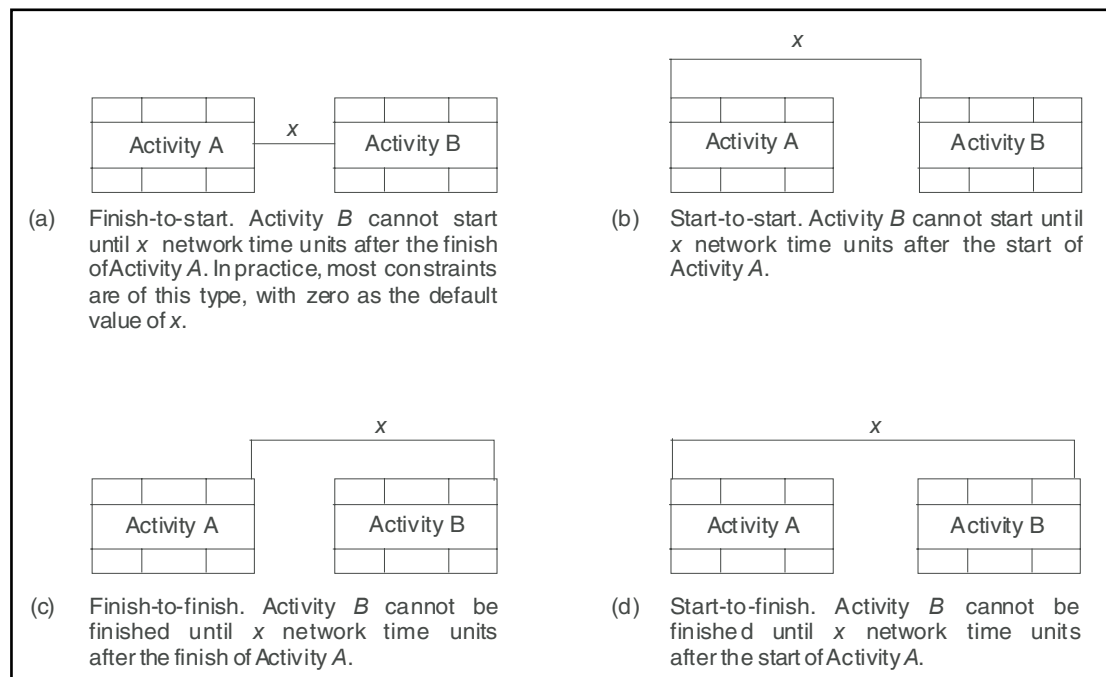 x
Activity A
x
Activity B
(a) Finish-to-start. Activity B cannot start
until x network time units after the finish
of Activity A. In practice, most constraints
are of this type, with zero as the default
value of x.
Activity A
Activity B
(b) Start-to-start. Activity B cannot start until
x network time units after the start of
Activity A.
x
Activity A
Activity B
(c) Finish-to-finish. Activity B cannot be
finished until x network time units
after the finish of Activity A.
x
Activity A
Activity B
(d) Start-to-finish. Activity B cannot be
finished until x network time units
after the start of Activity A.